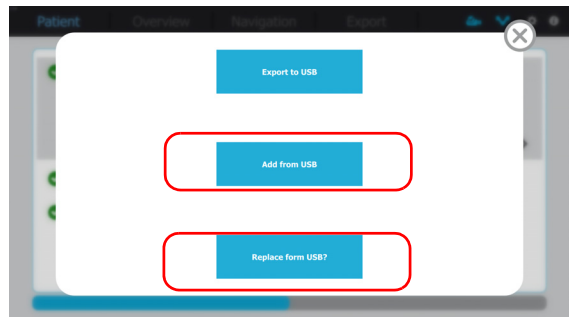 Patient Overview Navigation Export
Export to USB
Add from USB
Replace form USB?